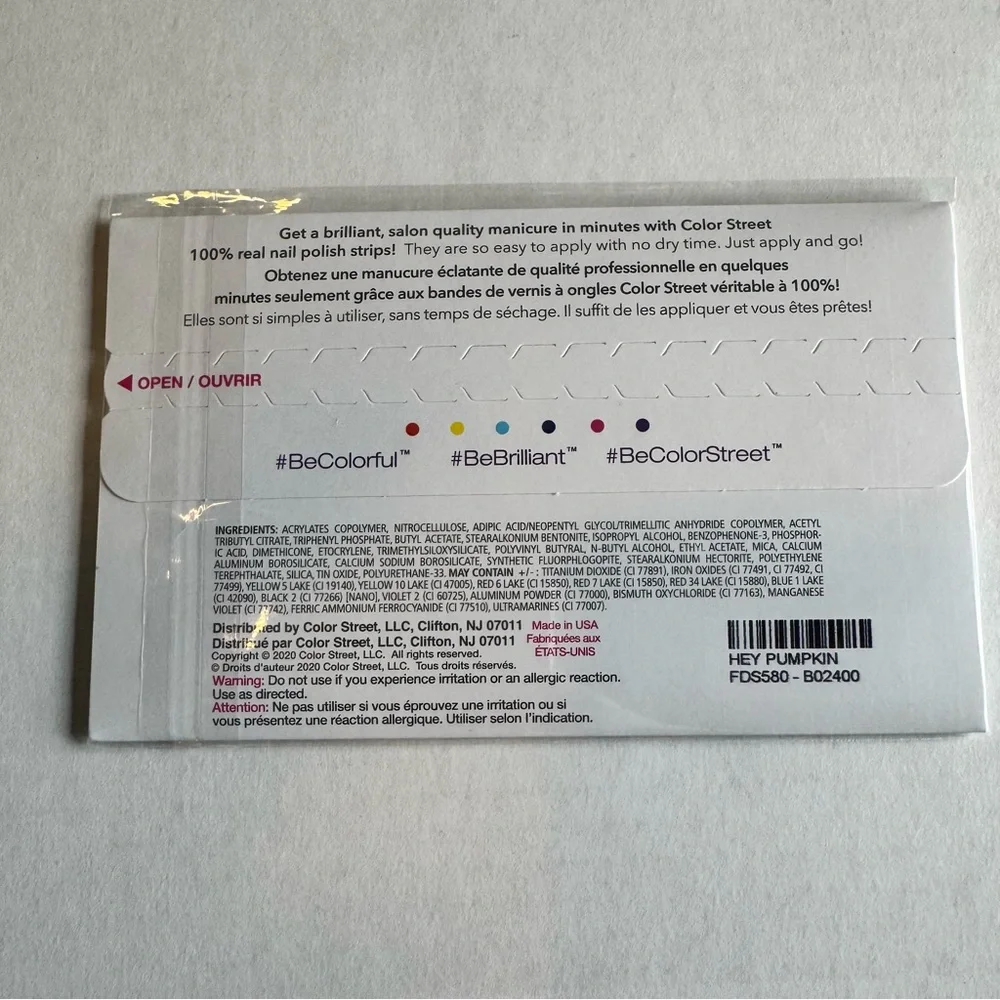 Get a brilliant, salon quality manicure in minutes with Color Street
100% real nail polish strips! They are so easy to apply with no dry time. Just apply and go!
Obtenez une manucure éclatante de qualité professionnelle en quelques
minutes seulement grâce aux bandes de vernis à ongles Color Street véritable à 100%!
Elles sont si simples à utiliser, sans temps de séchage. Il suffit de les appliquer et vous êtes prêtes!
◀ OPEN / OUVRIR
#BeColorful™ #BeBrilliant™ #BeColorStreet™
INGREDIENTS: ACRYLATES COPOLYMER, NITROCELLULOSE, ADIPIC ACID/NEOPENTYL GLYCOL/TRIMELLITIC ANHYDRIDE COPOLYMER, ACETYL
TRIBUTYL CITRATE, TRIPHENYL PHOSPHATE, BUTYL ACETATE, STEARALKONIUM BENTONITE, ISOPROPYL ALCOHOL, BENZOPHENONE-3, PHOSPHOR-
IC ACID, DIMETHICONE, ETOCRYLENE, TRIMETHYLSILOXYSILICATE, POLYVINYL BUTYRAL, N-BUTYL ALCOHOL, ETHYL ACETATE, MICA, CALCIUM
ALUMINUM BOROSILICATE, CALCIUM SODIUM BOROSILICATE, SYNTHETIC FLUORPHLOGOPITE, STEARALKONIUM HECTORITE, POLYETHYLENE
TEREPHTHALATE, SILICA, TIN OXIDE, POLYURETHANE-33. MAY CONTAIN +/- : TITANIUM DIOXIDE (CI 77891), IRON OXIDES (CI 77491, CI 77492, CI
77499), YELLOW 5 LAKE (CI 19140), YELLOW 10 LAKE (CI 47005), RED 6 LAKE (CI 15850), RED 7 LAKE (CI 15850), RED 34 LAKE (CI 15880), BLUE 1 LAKE
(CI 42090), BLACK 2 (CI 77266) [NANO], VIOLET 2 (CI 60725), ALUMINUM POWDER (CI 77000), BISMUTH OXYCHLORIDE (CI 77163), MANGANESE
VIOLET (CI 77742), FERRIC AMMONIUM FERROCYANIDE (CI 77510), ULTRAMARINES (CI 77007).
Distributed by Color Street, LLC, Clifton, NJ 07011
Distribué par Color Street, LLC, Clifton, NJ 07011
Copyright © 2020 Color Street, LLC. All rights reserved.
© Droits d'auteur 2020 Color Street, LLC. Tous droits réservés.
Made in USA
Fabriquées aux
ÉTATS-UNIS
Warning: Do not use if you experience irritation or an allergic reaction.
Use as directed.
Attention: Ne pas utiliser si vous éprouvez une irritation ou si
vous présentez une réaction allergique. Utiliser selon l'indication.
HEY PUMPKIN
FDS580 - B02400